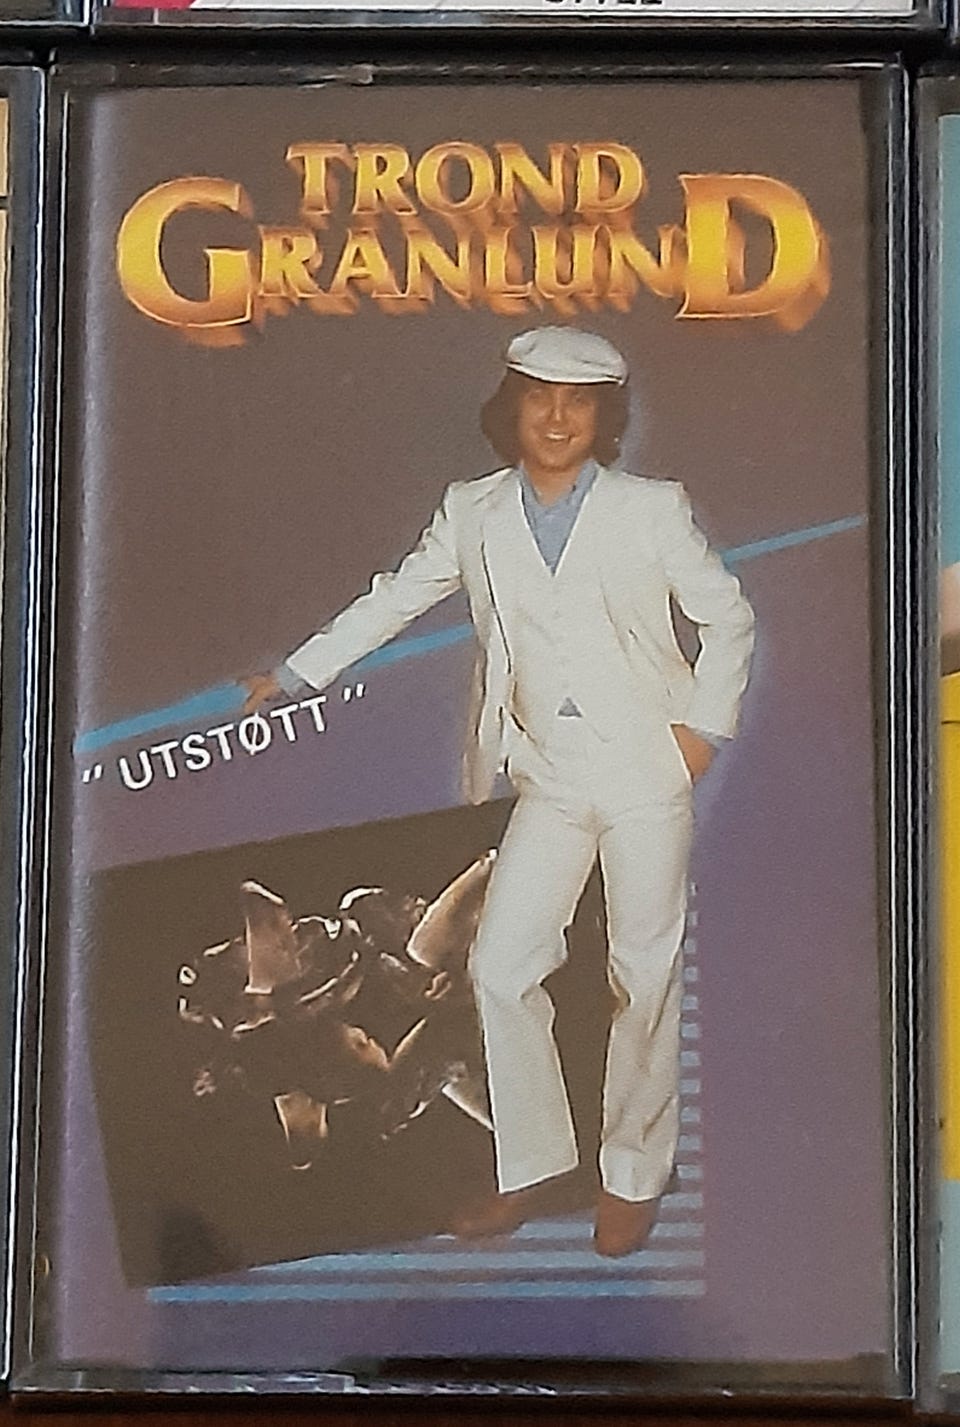 TROND
GRANLUND
" UTSTØTT "